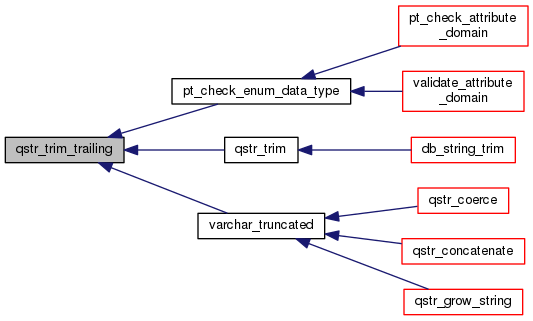 pt_check_attribute
_domain
pt_check_enum_data_type
validate_attribute
_domain
qstr_trim_trailing
qstr_trim
db_string_trim
varchar_truncated
qstr_coerce
qstr_concatenate
qstr_grow_string